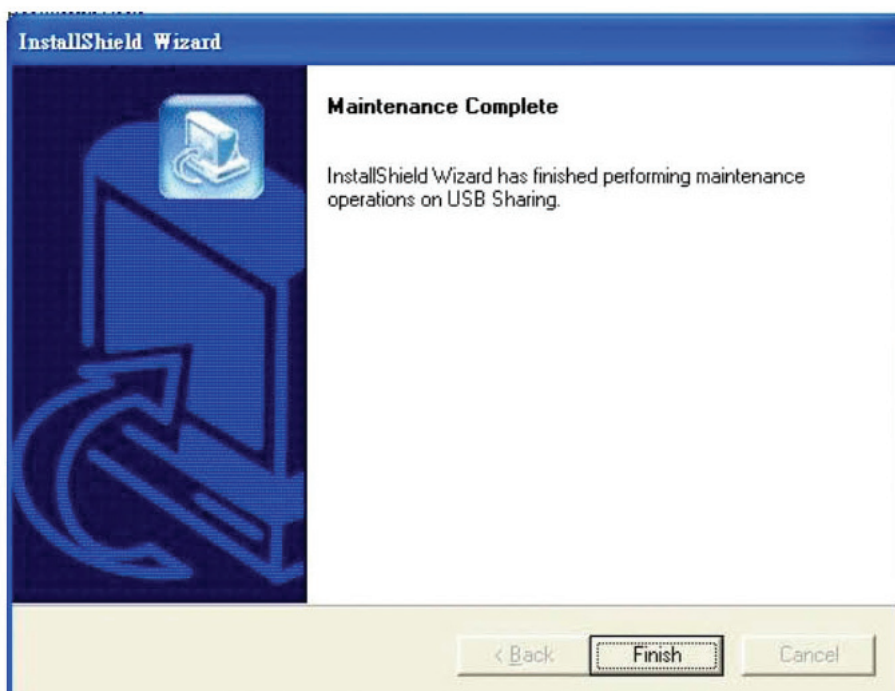 InstallShield Wizard
Maintenance Complete
InstallShield Wizard has finished performing maintenance
operations on USB Sharing.
< Back
Finish
Cancel